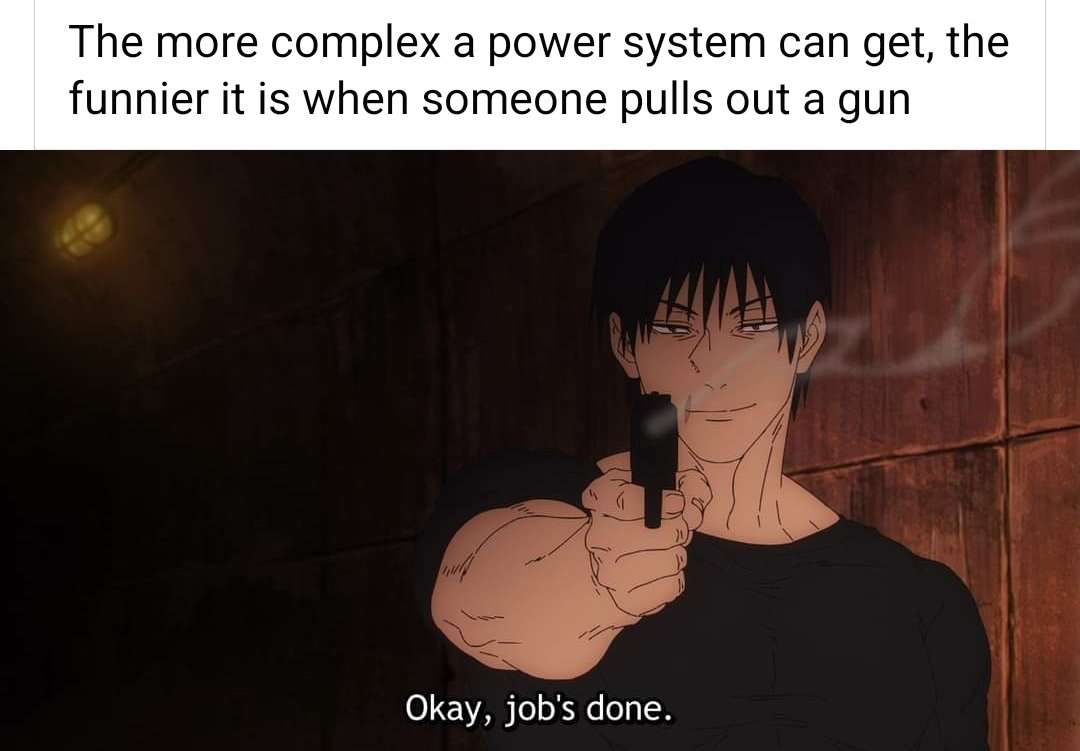 The more complex a power system can get, the
funnier it is when someone pulls out a gun
Okay, job's done.